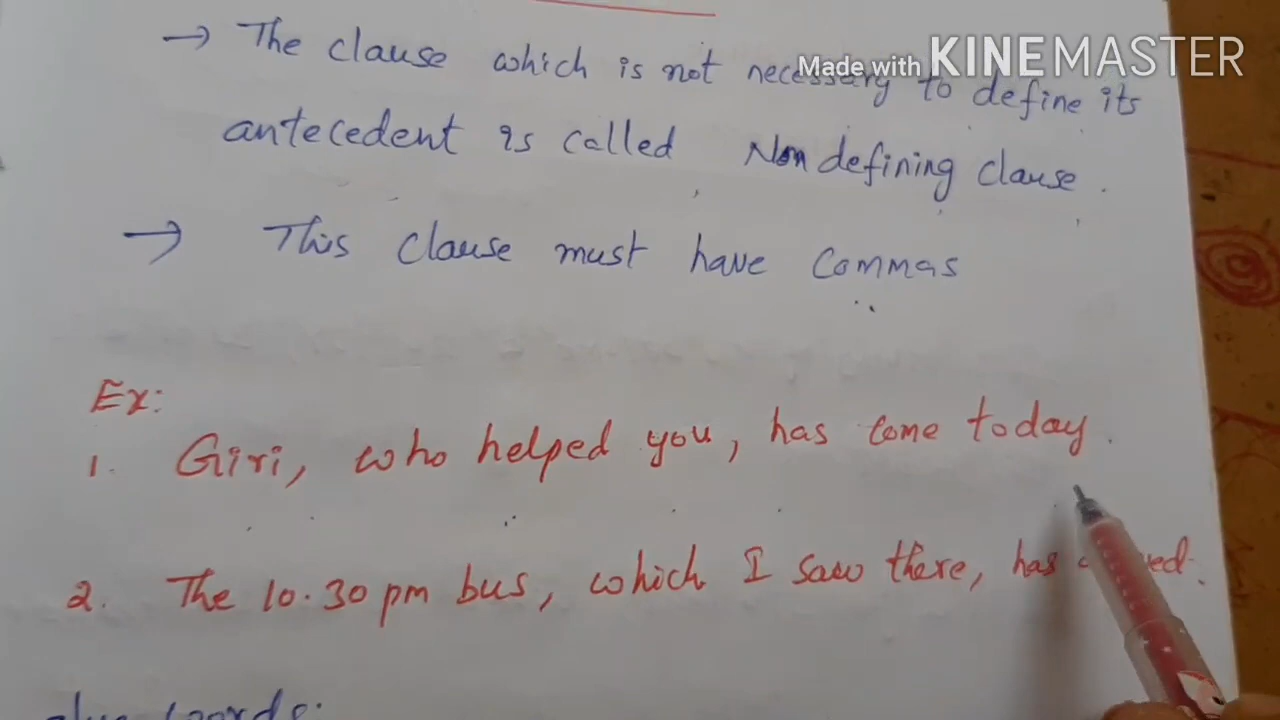 Made with KINEMASTER
→ The clause which is not necessary to define its
antecedent is called Non defining clause.
→ This clause must have commas
Ex:
1. Giri, who helped you, has come today.
2. The 10.30 pm bus, which I saw there, has